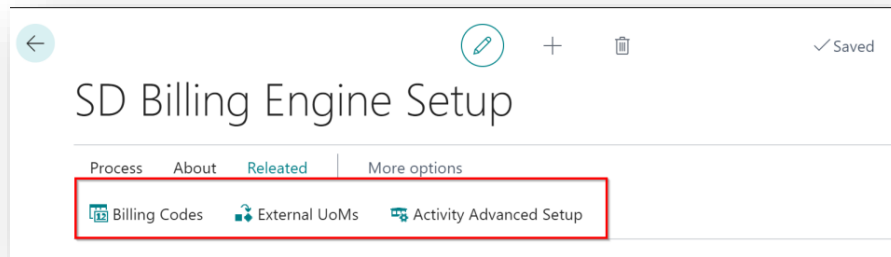 Saved
SD Billing Engine Setup
Process About Releated More options
Billing Codes External UoMs Activity Advanced Setup